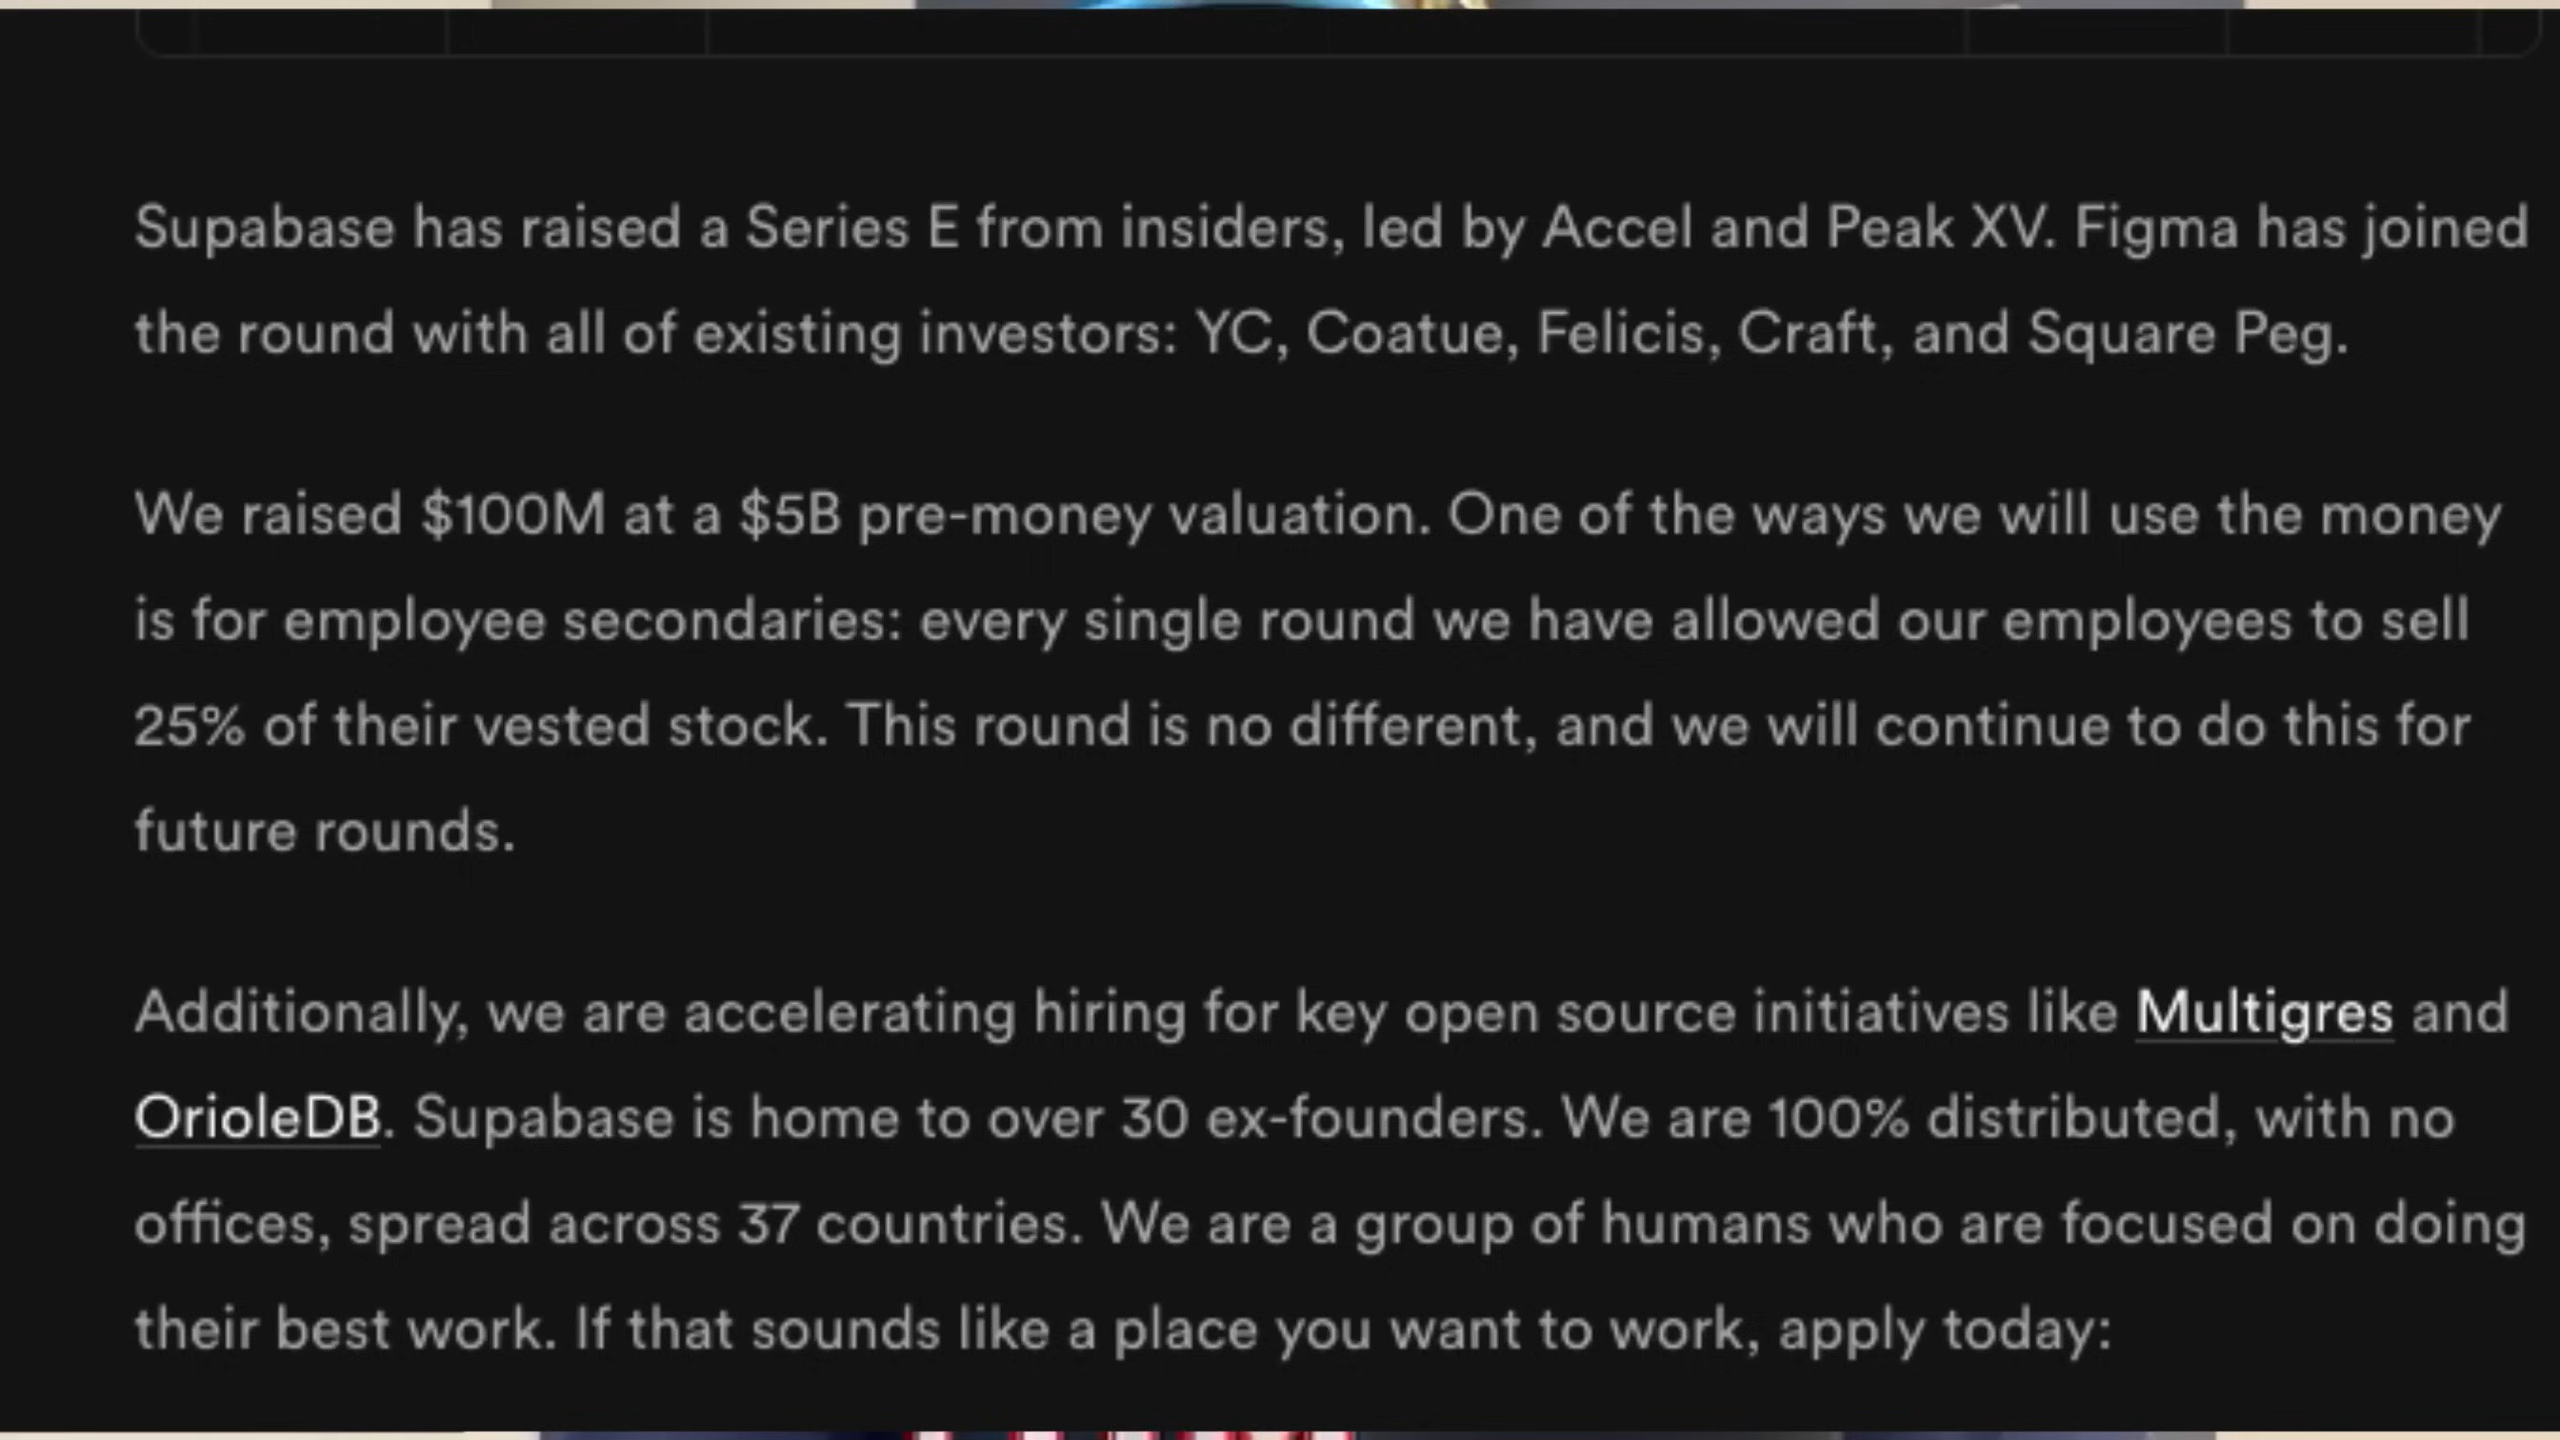 Supabase has raised a Series E from insiders, led by Accel and Peak XV. Figma has joined
the round with all of existing investors: YC, Coatue, Felicis, Craft, and Square Peg.
We raised $100M at a $5B pre-money valuation. One of the ways we will use the money
is for employee secondaries: every single round we have allowed our employees to sell
25% of their vested stock. This round is no different, and we will continue to do this for
future rounds.
Additionally, we are accelerating hiring for key open source initiatives like Multigres and
OrioleDB. Supabase is home to over 30 ex-founders. We are 100% distributed, with no
offices, spread across 37 countries. We are a group of humans who are focused on doing
their best work. If that sounds like a place you want to work, apply today: